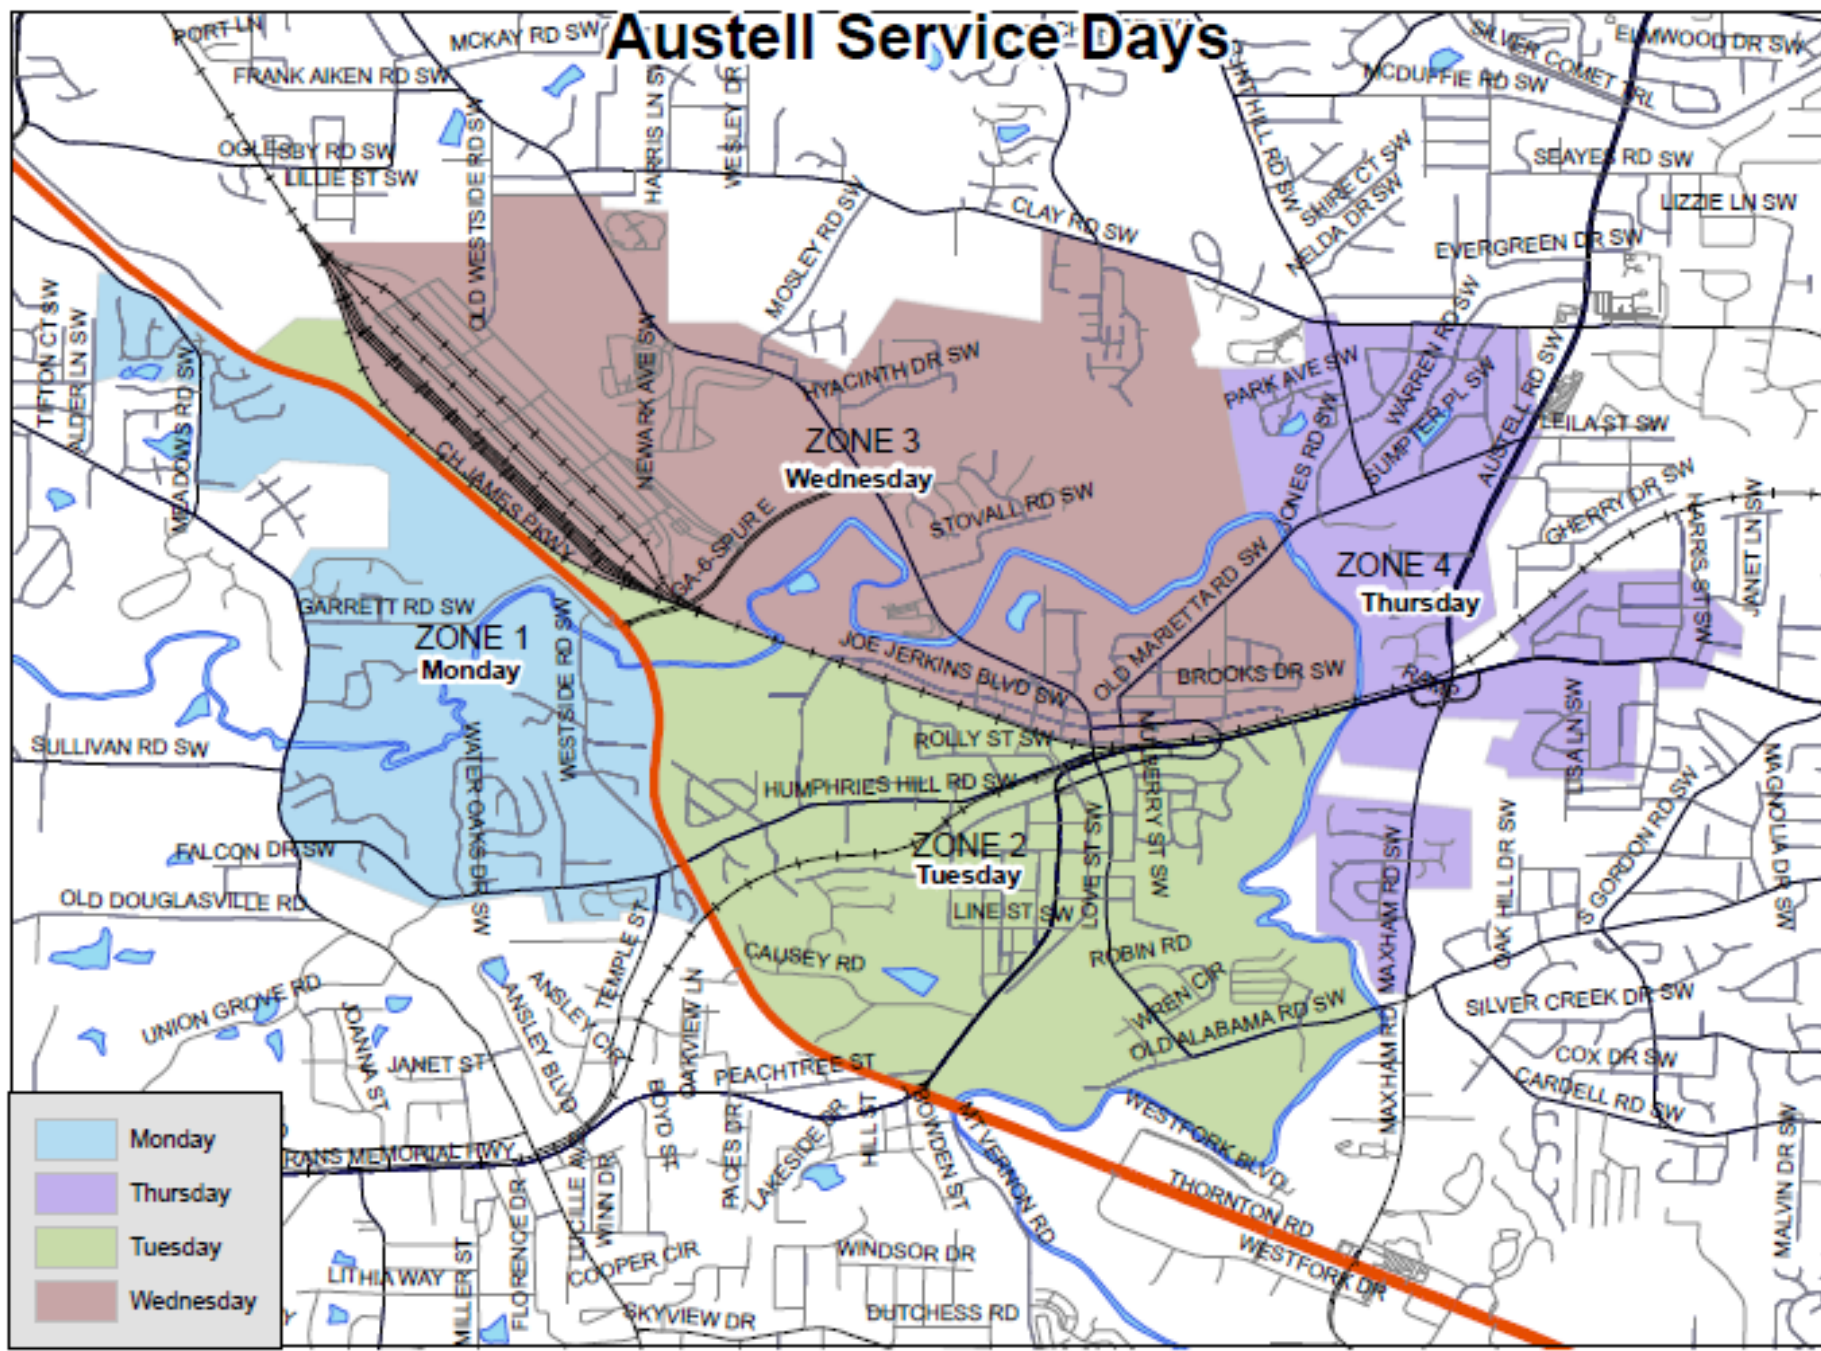 Austell Service Days
PORT LN
MCKAY RD SW
FRANK AIKEN RD SW
HARRIS LN SW
WESLEY DR
OLD WESTSIDE RD SW
OGLESBY RD SW
LILLIE ST SW
MOSLEY RD SW
CLAY RD SW
FLINTHILL RD SW
SILVER COMET TRL
ELMWOOD DR SW
MCDUFFIE RD SW
SEAYES RD SW
SHIRE CT SW
NELDA DR SW
LIZZIE LN SW
EVERGREEN DR SW
TIFTON CT SW
ALDER LN SW
MEADOWS RD SW
NEWARK AVE SW
HYACINTH DR SW
PARK AVE SW
WARREN RD SW
SUMPTER PL SW
JONES RD SW
AUSTELL RD SW
LEILA ST SW
GHERRY DR SW
HARRIS ST SW
JANET LN SW
CH JAMES PKWY
GA-6-SPUR E
ZONE 3
Wednesday
STOVALL RD SW
ZONE 4
Thursday
GARRETT RD SW
ZONE 1
Monday
WESTSIDE RD SW
JOE JERKINS BLVD SW
OLD MARIETTA RD SW
BROOKS DR SW
RAMP
LISA LN SW
SULLIVAN RD SW
WATER OAKS DR SW
ROLLY ST SW
HUMPHRIES HILL RD SW
MULBERRY ST SW
LOVE ST SW
ZONE 2
Tuesday
LINE ST SW
FALCON DR SW
OLD DOUGLASVILLE RD
MAXHAM RD SW
OAK HILL DR SW
S GORDON RD SW
MAGNOLIA DR SW
CAUSEY RD
ROBIN RD
WREN CIR
OLD ALABAMA RD SW
TEMPLE ST
ANSLEY CIR
ANSLEY BLVD
OAKVIEW LN
UNION GROVE RD
JOANNA ST
JANET ST
BOYD ST
PEACHTREE ST
SILVER CREEK DR SW
COX DR SW
CARDELL RD SW
MAXHAM RD SW
MALVIN DR SW
WESTFORK BLVD
THORNTON RD
WESTFORK DR
MT VERNON RD
BOWDEN ST
HILL ST
LAKESIDE DR
PACES DR
RANS MEMORIAL HWY
LUCILLE AV
WINN DR
FLORENCE DR
MILLER ST
LITHIA WAY
COOPER CIR
SKYVIEW DR
WINDSOR DR
DUTCHESS RD
Monday
Thursday
Tuesday
Wednesday